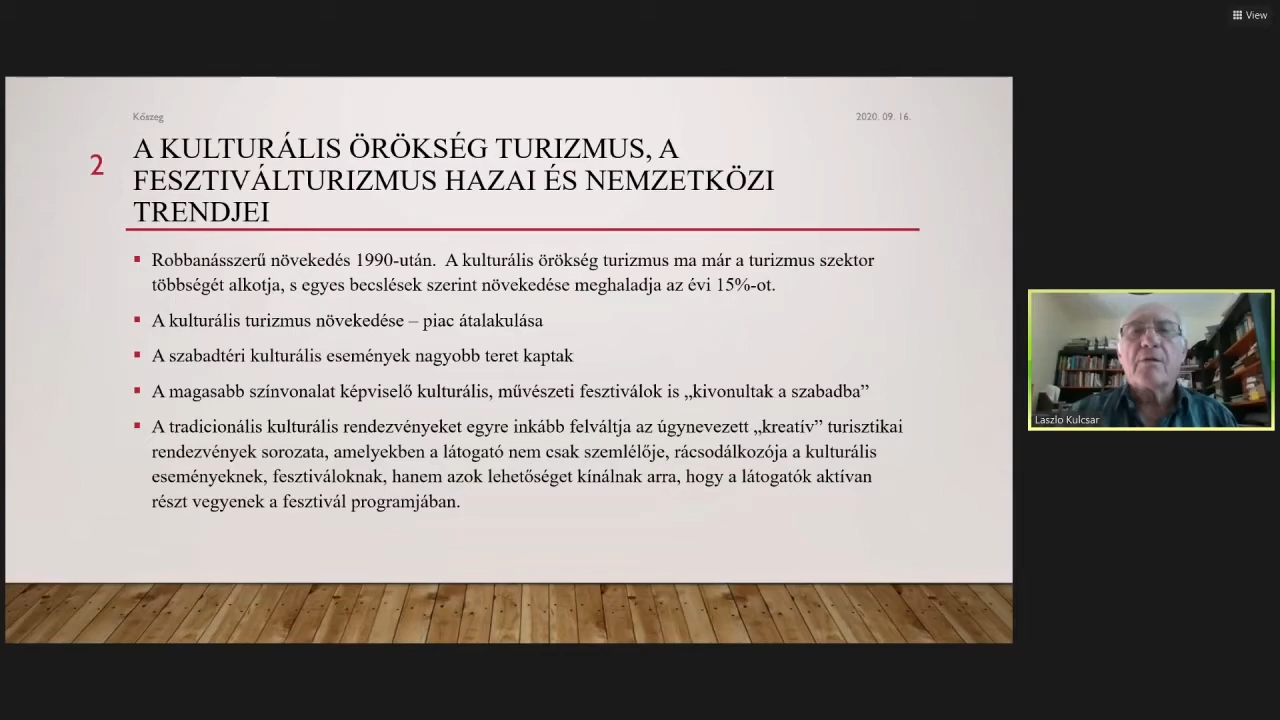 View
Kőszeg
2020. 09. 16.
2
A KULTURÁLIS ÖRÖKSÉG TURIZMUS, A
FESZTIVÁLTURIZMUS HAZAI ÉS NEMZETKÖZI
TRENDJEI
Robbanásszerű növekedés 1990-után. A kulturális örökség turizmus ma már a turizmus szektor
többségét alkotja, s egyes becslések szerint növekedése meghaladja az évi 15%-ot.
A kulturális turizmus növekedése – piac átalakulása
A szabadtéri kulturális események nagyobb teret kaptak
A magasabb színvonalat képviselő kulturális, művészeti fesztiválok is „kivonultak a szabadba”
A tradicionális kulturális rendezvényeket egyre inkább felváltja az úgynevezett „kreatív” turisztikai
rendezvények sorozata, amelyekben a látogató nem csak szemlélője, rácsodálkozója a kulturális
eseményeknek, fesztiváloknak, hanem azok lehetőséget kínálnak arra, hogy a látogatók aktívan
részt vegyenek a fesztivál programjában.
Laszlo Kulcsar